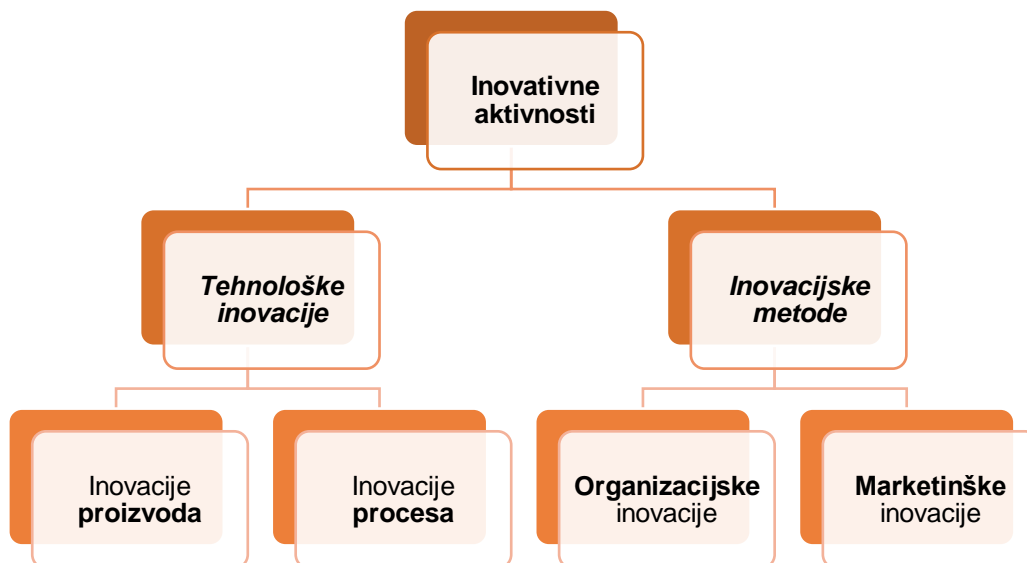 Inovativne
aktivnosti
Tehnološke
inovacije
Inovacijske
metode
Inovacije
proizvoda
Inovacije
procesa
Organizacijske
inovacije
Marketinške
inovacije